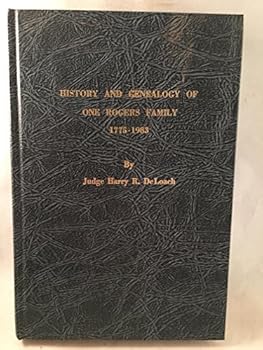 HISTORY AND GENEALOGY OF
ONE ROGERS FAMILY
1775-1983
By
Judge Harry R. DeLoach